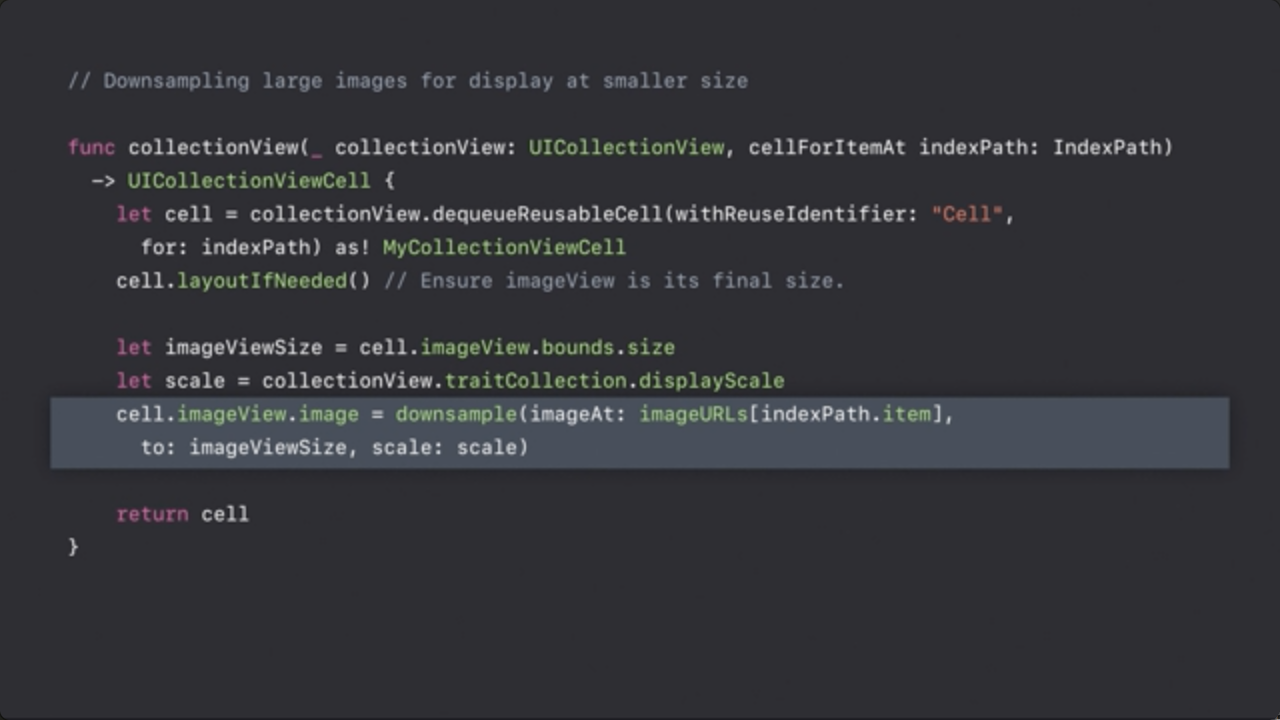 // Downsampling large images for display at smaller size
func collectionView(_ collectionView: UICollectionView, cellForItemAt indexPath: IndexPath)
-> UICollectionViewCell {
let cell = collectionView.dequeueReusableCell(withReuseIdentifier: "Cell",
for: indexPath) as! MyCollectionViewCell
cell.layoutIfNeeded() // Ensure imageView is its final size.
let imageViewSize = cell.imageView.bounds.size
let scale = collectionView.traitCollection.displayScale
cell.imageView.image = downsample(imageAt: imageURLs[indexPath.item],
to: imageViewSize, scale: scale)
return cell
}